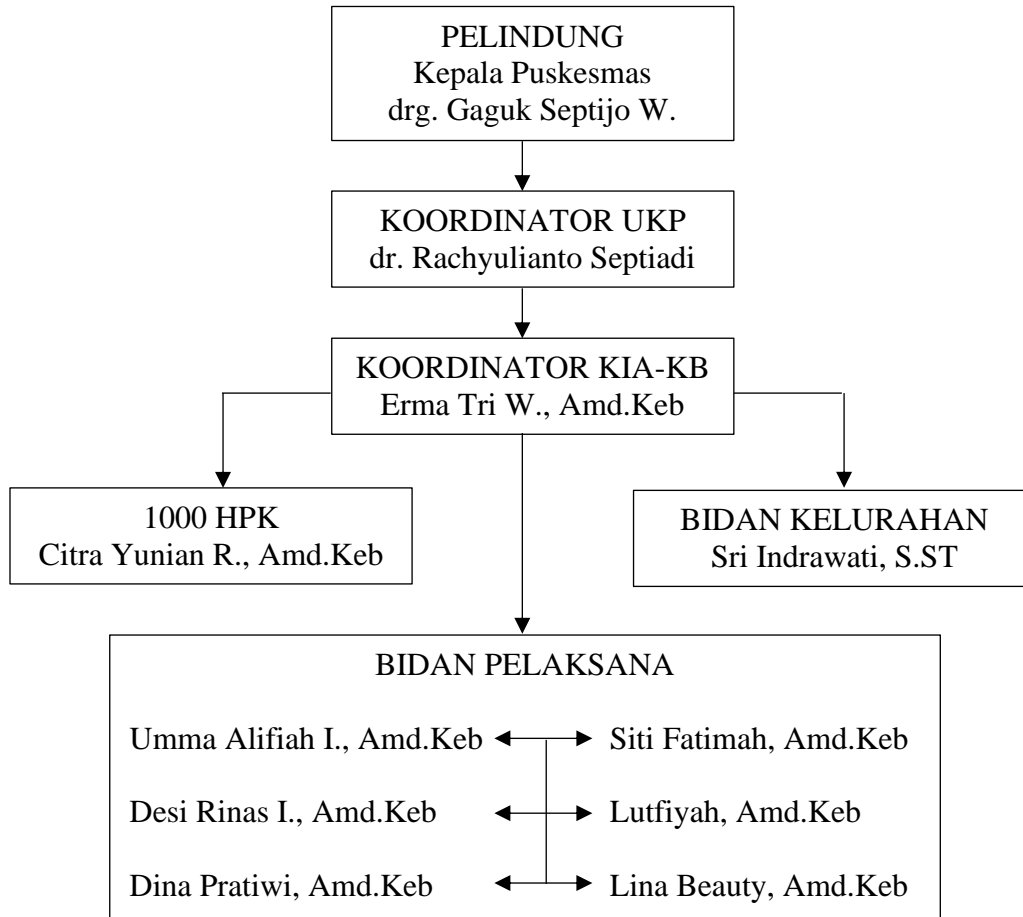 PELINDUNG
Kepala Puskesmas
drg. Gaguk Septijo W.
KOORDINATOR UKP
dr. Rachyulianto Septiadi
KOORDINATOR KIA-KB
Erma Tri W., Amd.Keb
1000 HPK
Citra Yunian R., Amd.Keb
BIDAN KELURAHAN
Sri Indrawati, S.ST
BIDAN PELAKSANA
Umma Alifiah I., Amd.Keb
Siti Fatimah, Amd.Keb
Desi Rinas I., Amd.Keb
Lutfiyah, Amd.Keb
Dina Pratiwi, Amd.Keb
Lina Beauty, Amd.Keb